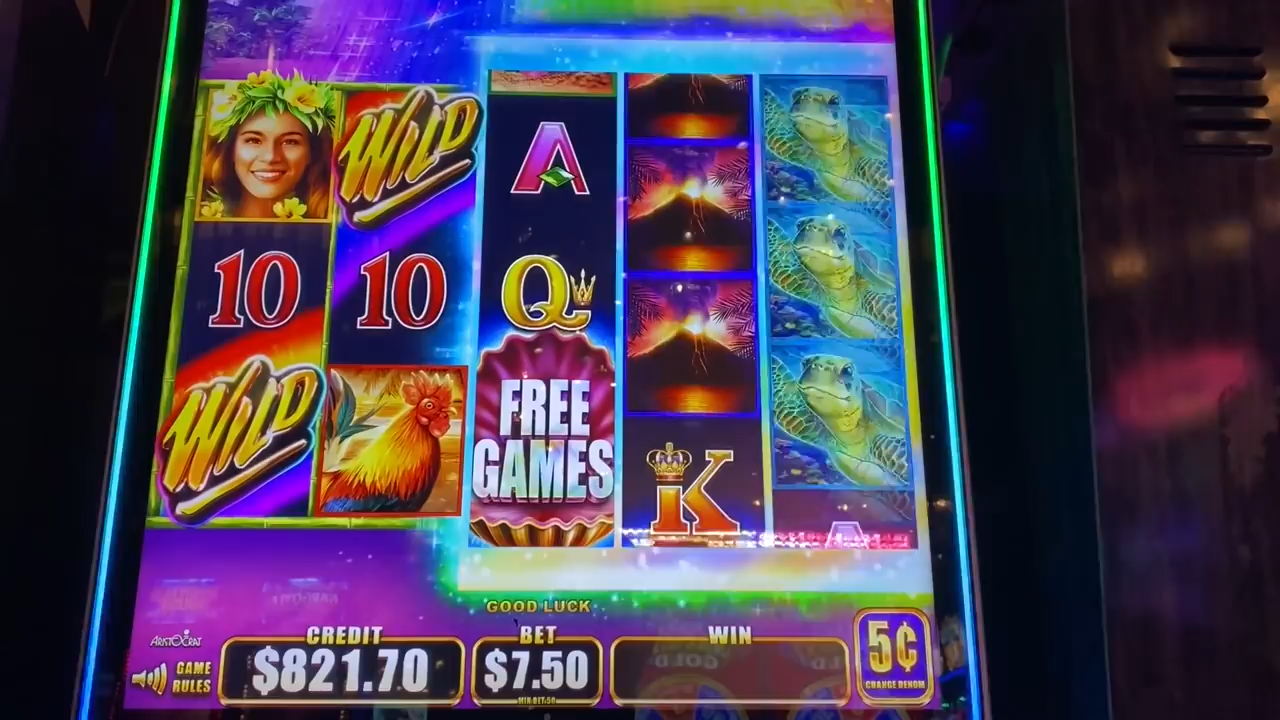 WILD
A
10
10
Q
WILD
FREE
GAMES
K
A
GOOD LUCK
ARISTOCRAT
CREDIT
BET
WIN
5¢
$821.70
$7.50
GAME
RULES
CHANGE DENOM